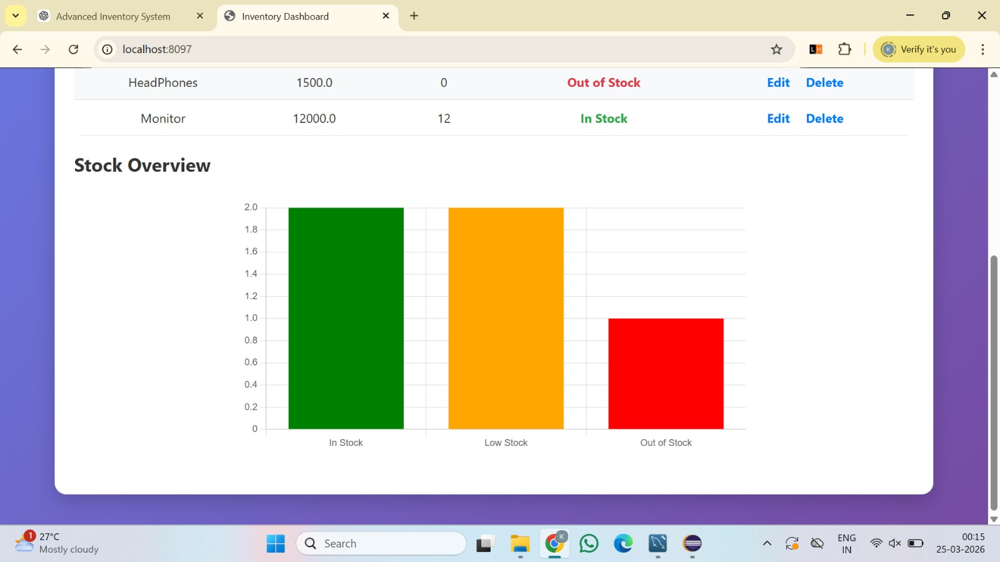 Advanced Inventory System
Inventory Dashboard
localhost:8097
LH
K
Verify it's you
HeadPhones 1500.0 0 Out of Stock Edit Delete
Monitor 12000.0 12 In Stock Edit Delete
Stock Overview
2.0
1.8
1.6
1.4
1.2
1.0
0.8
0.6
0.4
0.2
0
In Stock Low Stock Out of Stock
1
27°C
Mostly cloudy
Search
K
ENG
IN
00:15
25-03-2026